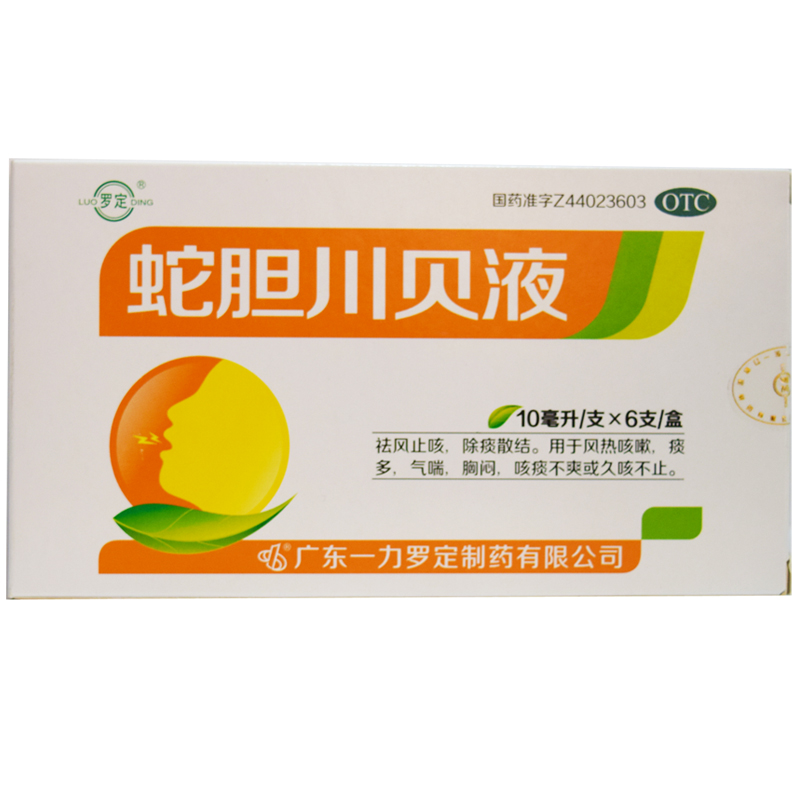 LUO 罗定 DING ®
国药准字Z44023603 OTC
蛇胆川贝液
10毫升/支×6支/盒
祛风止咳，除痰散结。用于风热咳嗽，痰
多，气喘，胸闷，咳痰不爽或久咳不止。
®广东一力罗定制药有限公司